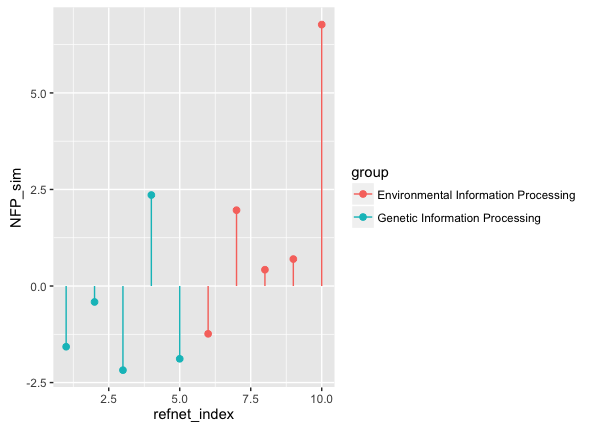 NFP_sim
5.0
2.5
0.0
-2.5
2.5
5.0
7.5
10.0
refnet_index
group
Environmental Information Processing
Genetic Information Processing